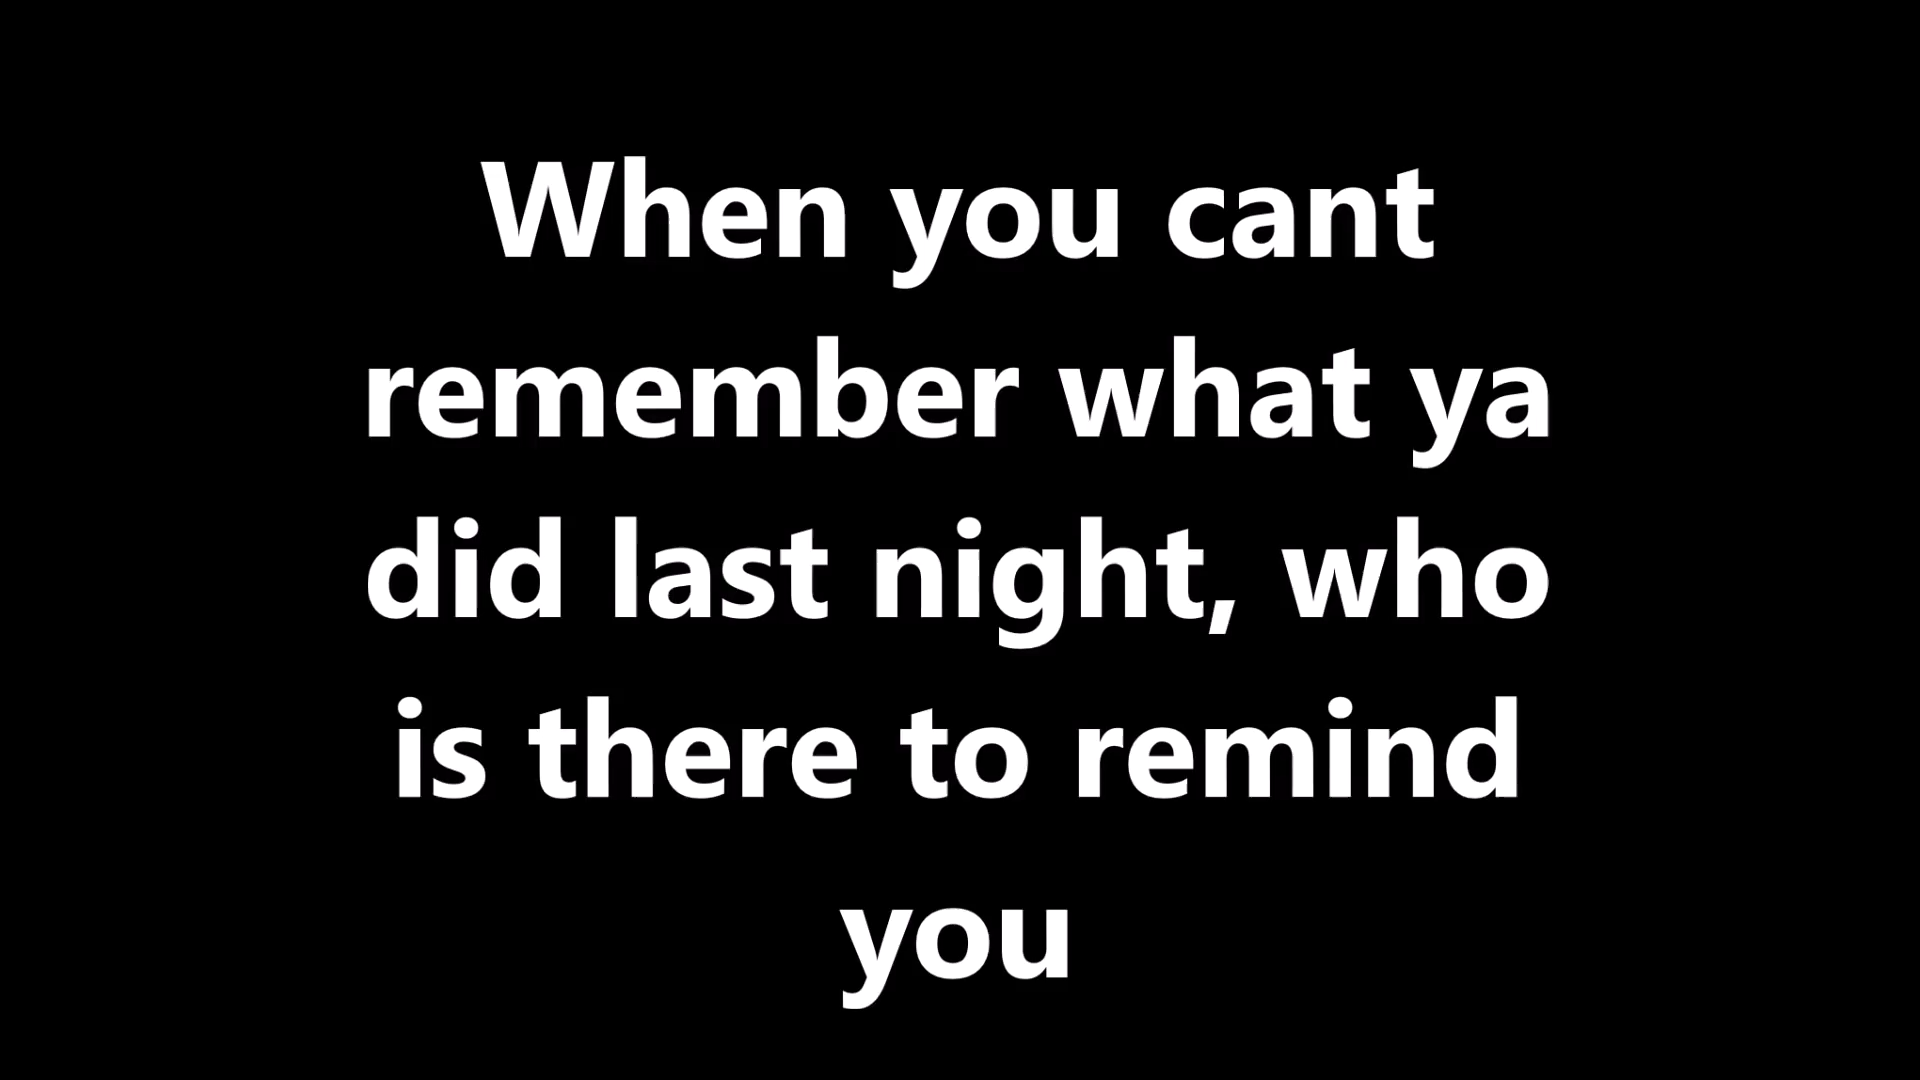 When you cant
remember what ya
did last night, who
is there to remind
you